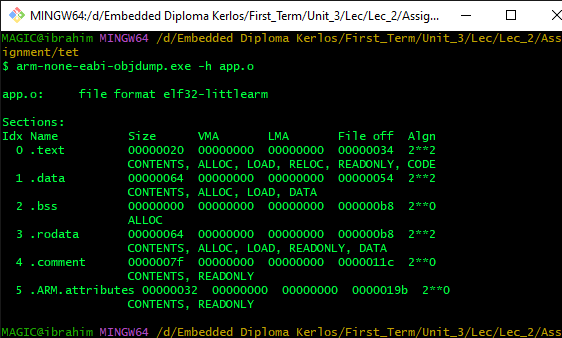 MINGW64:/d/Embedded Diploma Kerlos/First_Term/Unit_3/Lec/Lec_2/Assig...
MAGIC@ibrahim MINGW64 /d/Embedded Diploma Kerlos/First_Term/Unit_3/Lec/Lec_2/Ass
ignment/tet
$ arm-none-eabi-objdump.exe -h app.o
app.o:     file format elf32-littlearm
Sections:
Idx Name          Size      VMA       LMA       File off  Algn
  0 .text         00000020  00000000  00000000  00000034  2**2
                  CONTENTS, ALLOC, LOAD, RELOC, READONLY, CODE
  1 .data         00000064  00000000  00000000  00000054  2**2
                  CONTENTS, ALLOC, LOAD, DATA
  2 .bss          00000000  00000000  00000000  000000b8  2**0
                  ALLOC
  3 .rodata       00000064  00000000  00000000  000000b8  2**2
                  CONTENTS, ALLOC, LOAD, READONLY, DATA
  4 .comment      0000007f  00000000  00000000  0000011c  2**0
                  CONTENTS, READONLY
  5 .ARM.attributes 00000032  00000000  00000000  0000019b  2**0
                  CONTENTS, READONLY
MAGIC@ibrahim MINGW64 /d/Embedded Diploma Kerlos/First_Term/Unit_3/Lec/Lec_2/Ass